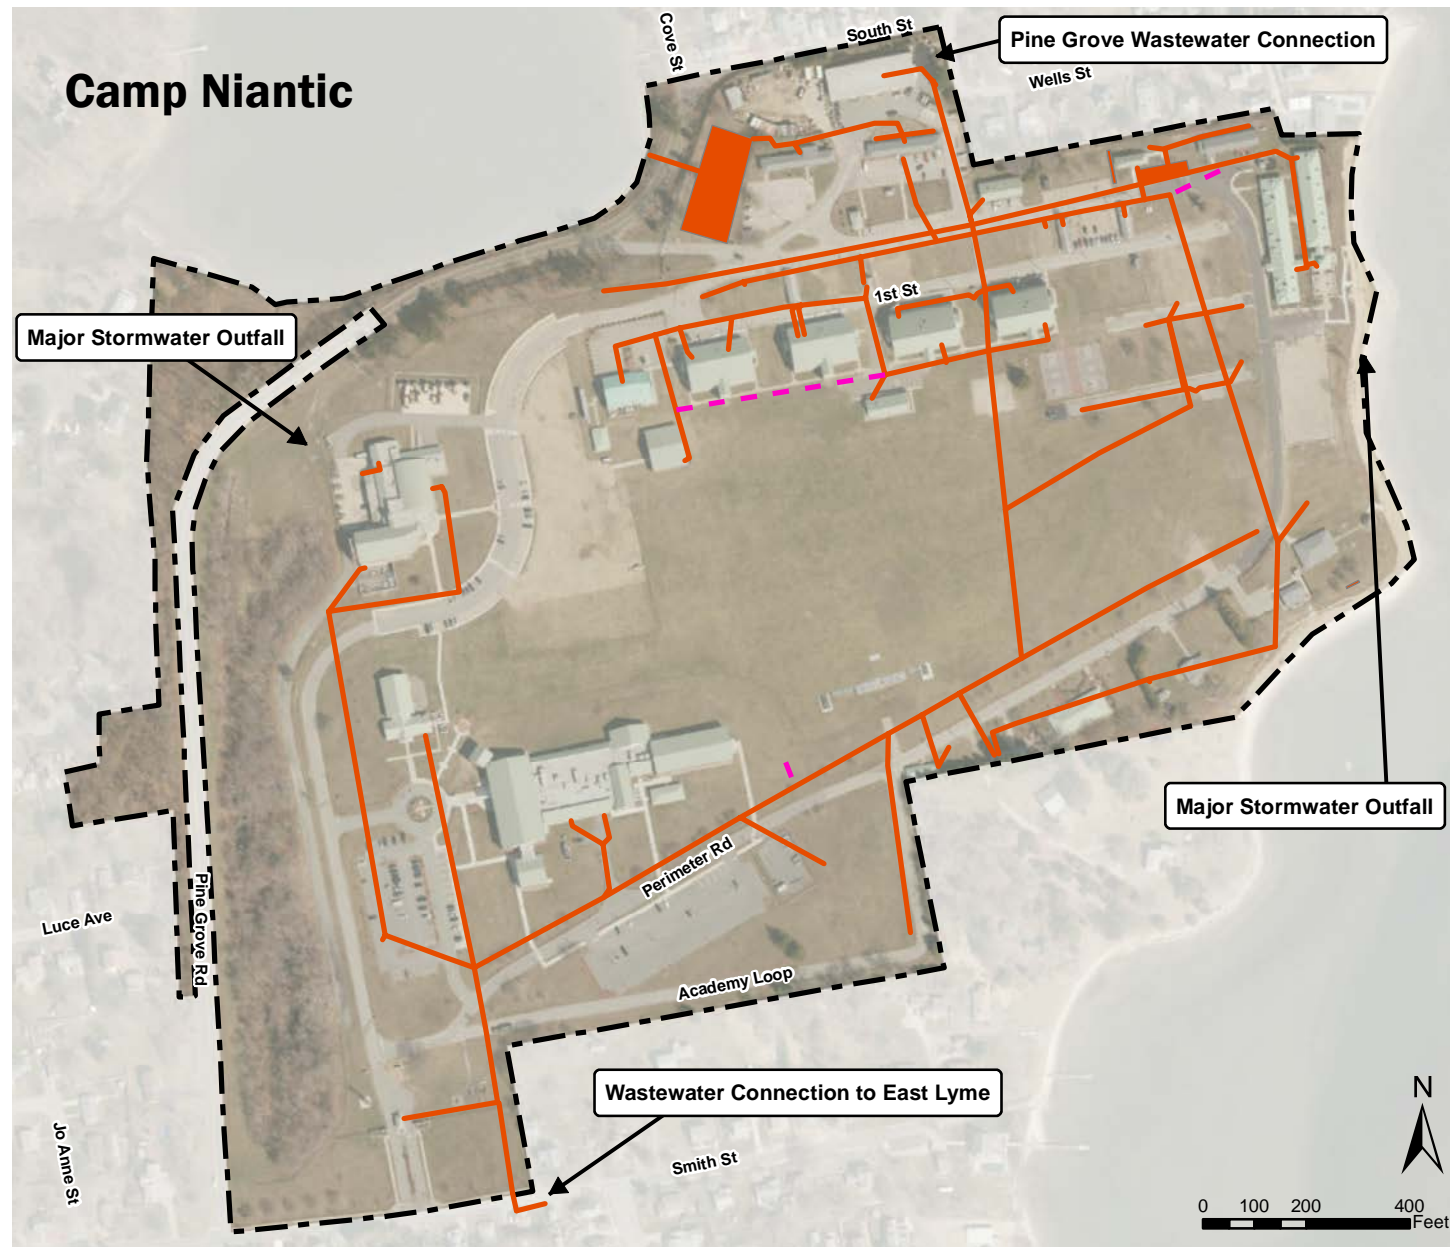 Camp Niantic
Cove St
South St
Pine Grove Wastewater Connection
Wells St
Major Stormwater Outfall
1st St
Major Stormwater Outfall
Perimeter Rd
Pine Grove Rd
Luce Ave
Academy Loop
Wastewater Connection to East Lyme
Jo Anne St
Smith St
N
0 100 200 400
Feet